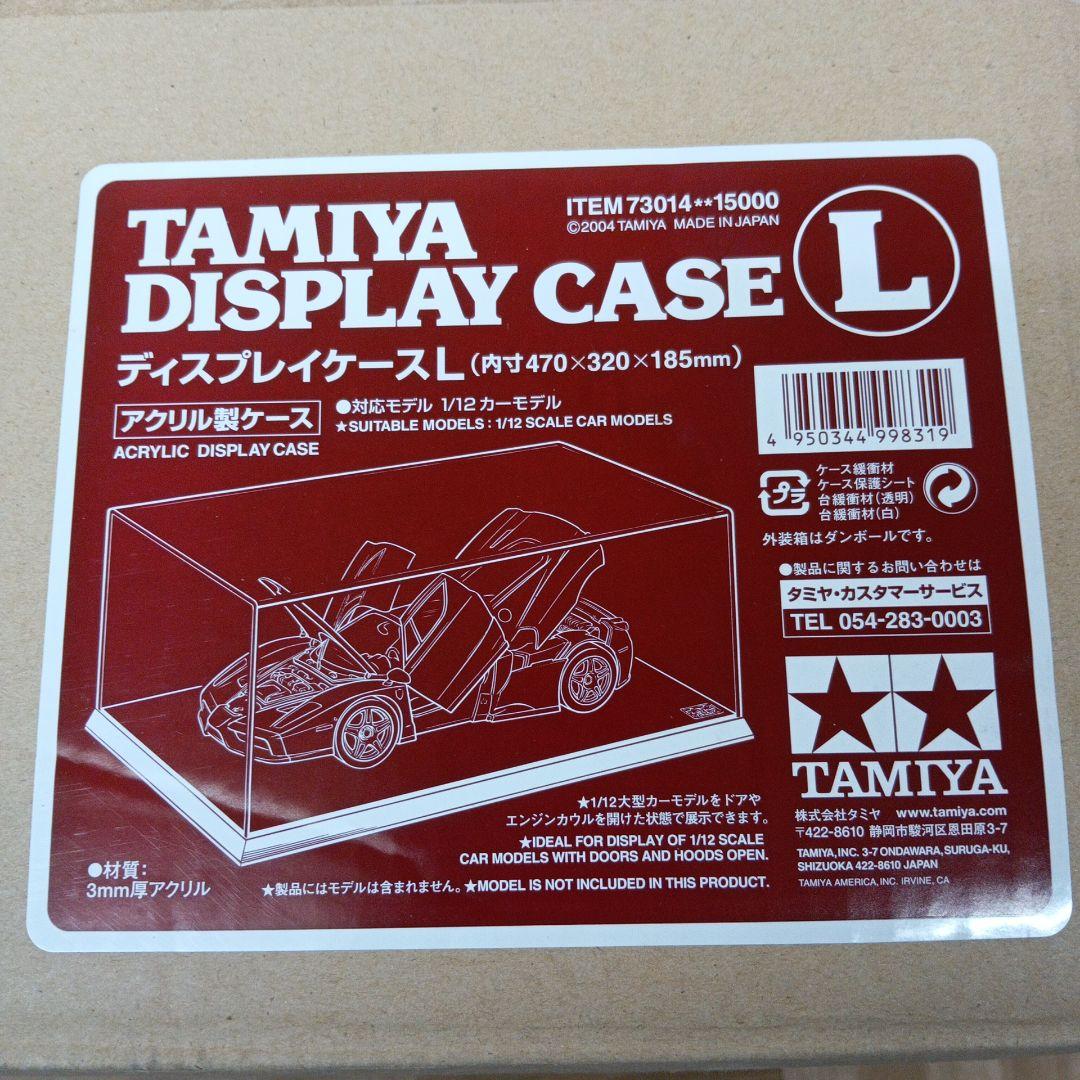 TAMIYA
DISPLAY CASE
L
ITEM 73014**15000
©2004 TAMIYA MADE IN JAPAN
ディスプレイケースL(内寸470×320×185mm)
アクリル製ケース
ACRYLIC DISPLAY CASE
●対応モデル 1/12カーモデル
★SUITABLE MODELS : 1/12 SCALE CAR MODELS
4 950344 998319
プラ
ケース緩衝材
ケース保護シート
台緩衝材(透明)
台緩衝材(白)
外装箱はダンボールです。
●製品に関するお問い合わせは
タミヤ・カスタマーサービス
TEL 054-283-0003
★1/12大型カーモデルをドアや
エンジンカウルを開けた状態で展示できます。
★IDEAL FOR DISPLAY OF 1/12 SCALE
CAR MODELS WITH DOORS AND HOODS OPEN.
●材質:
3mm厚アクリル
★製品にはモデルは含まれません。★MODEL IS NOT INCLUDED IN THIS PRODUCT.
TAMIYA
株式会社タミヤ www.tamiya.com
〒422-8610 静岡市駿河区恩田原3-7
TAMIYA, INC. 3-7 ONDAWARA, SURUGA-KU,
SHIZUOKA 422-8610 JAPAN
TAMIYA AMERICA, INC. IRVINE, CA